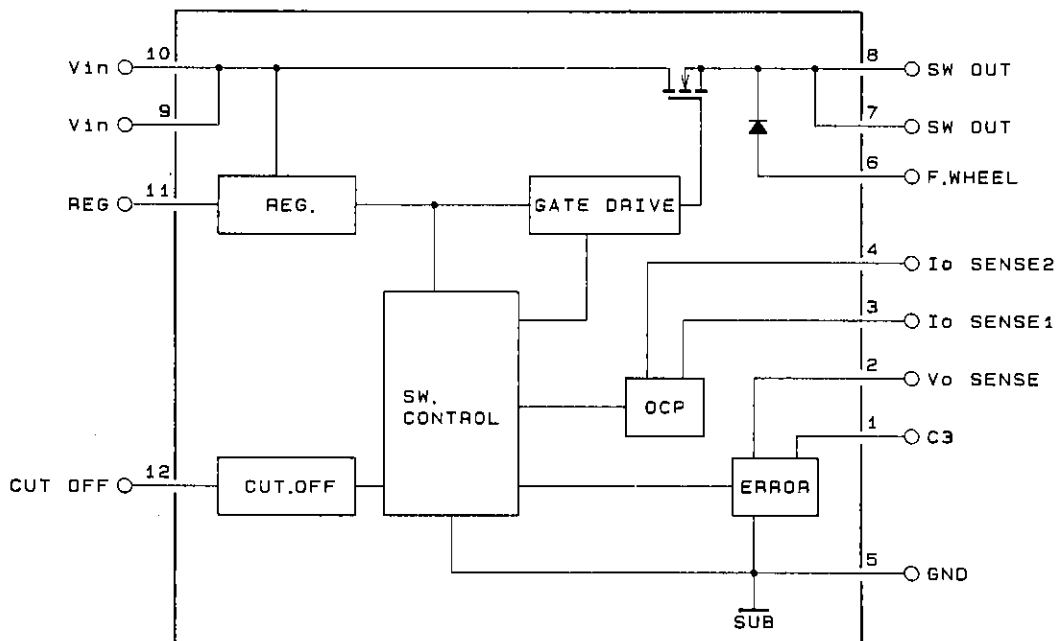 Vin 10
8 SW OUT
Vin 9
7 SW OUT
6 F.WHEEL
REG 11
REG.
GATE DRIVE
4 Io SENSE2
3 Io SENSE1
2 Vo SENSE
SW.
CONTROL
OCP
1 C3
CUT OFF 12
CUT.OFF
ERROR
5 GND
SUB